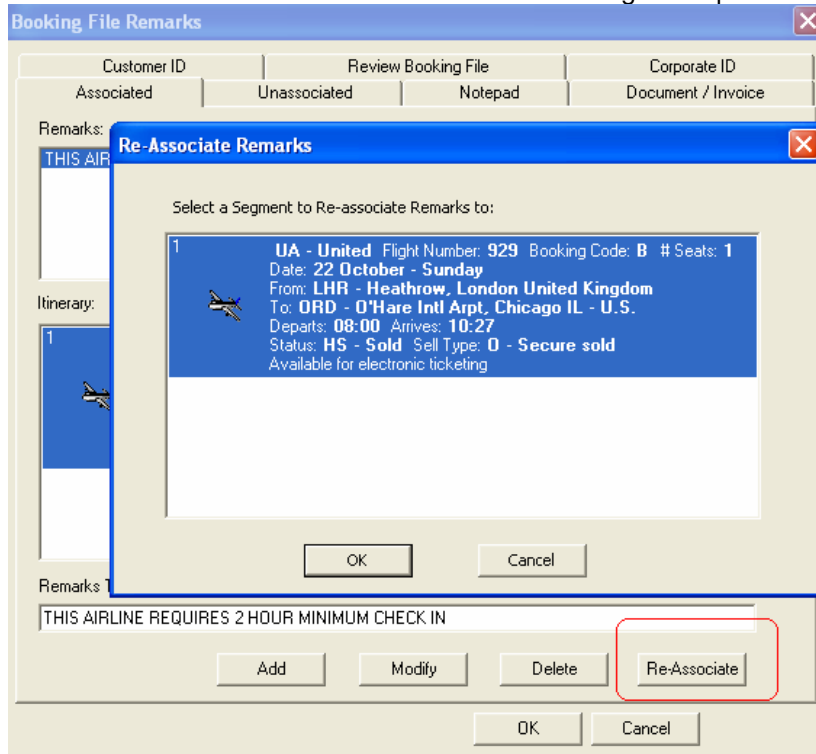 Booking File Remarks
Customer ID Review Booking File Corporate ID
Associated Unassociated Notepad Document / Invoice
Remarks:
THIS AIR
Re-Associate Remarks
Select a Segment to Re-associate Remarks to:
1 UA - United Flight Number: 929 Booking Code: B # Seats: 1
Date: 22 October - Sunday
From: LHR - Heathrow, London United Kingdom
To: ORD - O'Hare Intl Arpt, Chicago IL - U.S.
Departs: 08:00 Arrives: 10:27
Status: HS - Sold Sell Type: O - Secure sold
Available for electronic ticketing
OK Cancel
Itinerary:
1
Remarks
THIS AIRLINE REQUIRES 2 HOUR MINIMUM CHECK IN
Add Modify Delete Re-Associate
OK Cancel